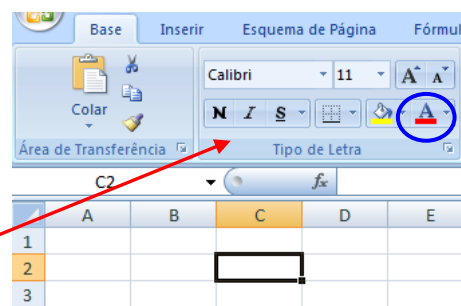 Base Inserir Esquema de Página Fórmul
Calibri 11 A A
Colar N I S A
Área de Transferência Tipo de Letra
C2 fx
A B C D E
1
2
3